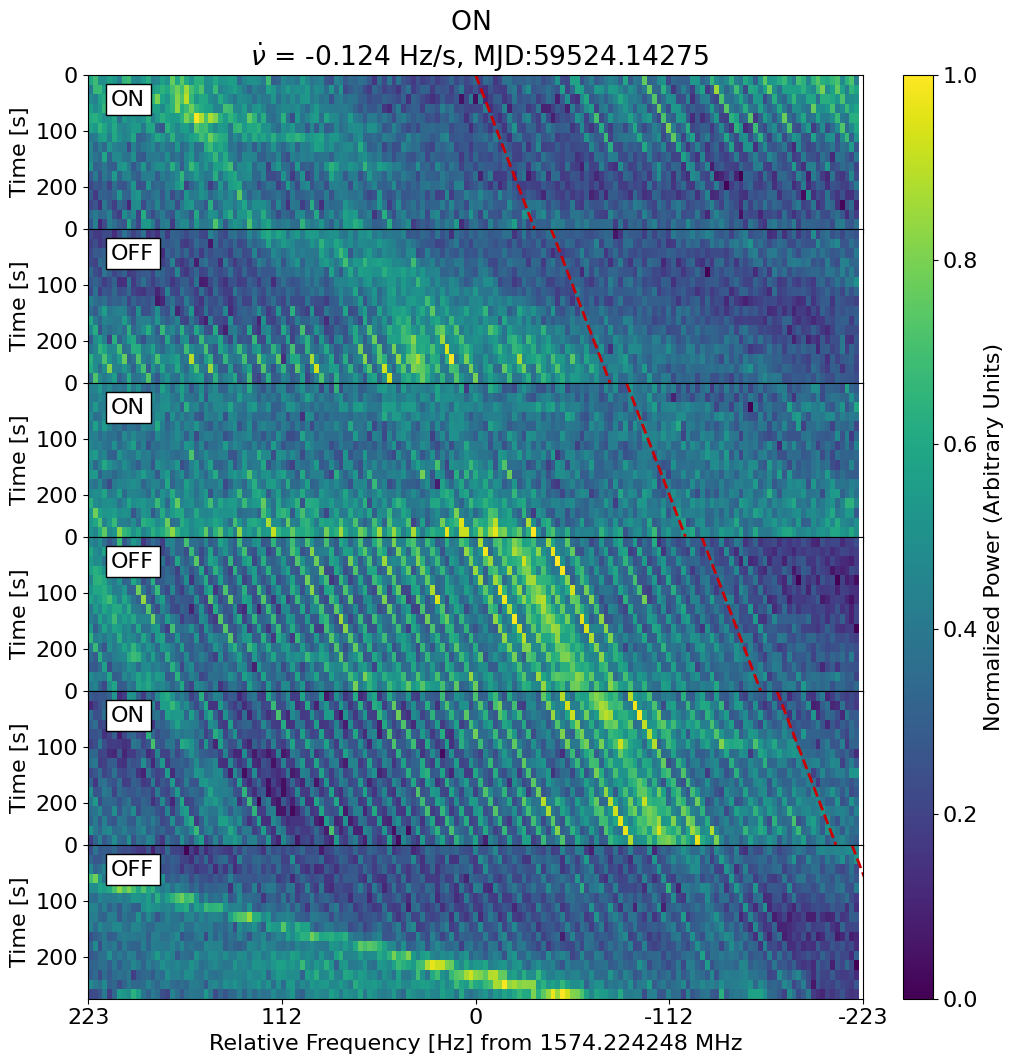 ON
ν̇ = -0.124 Hz/s, MJD:59524.14275
0
100
200
Time [s]
ON
0
100
200
Time [s]
OFF
0
100
200
Time [s]
ON
0
100
200
Time [s]
OFF
0
100
200
Time [s]
ON
0
100
200
Time [s]
OFF
223 112 0 -112 -223
Relative Frequency [Hz] from 1574.224248 MHz
1.0
0.8
0.6
0.4
0.2
0.0
Normalized Power (Arbitrary Units)